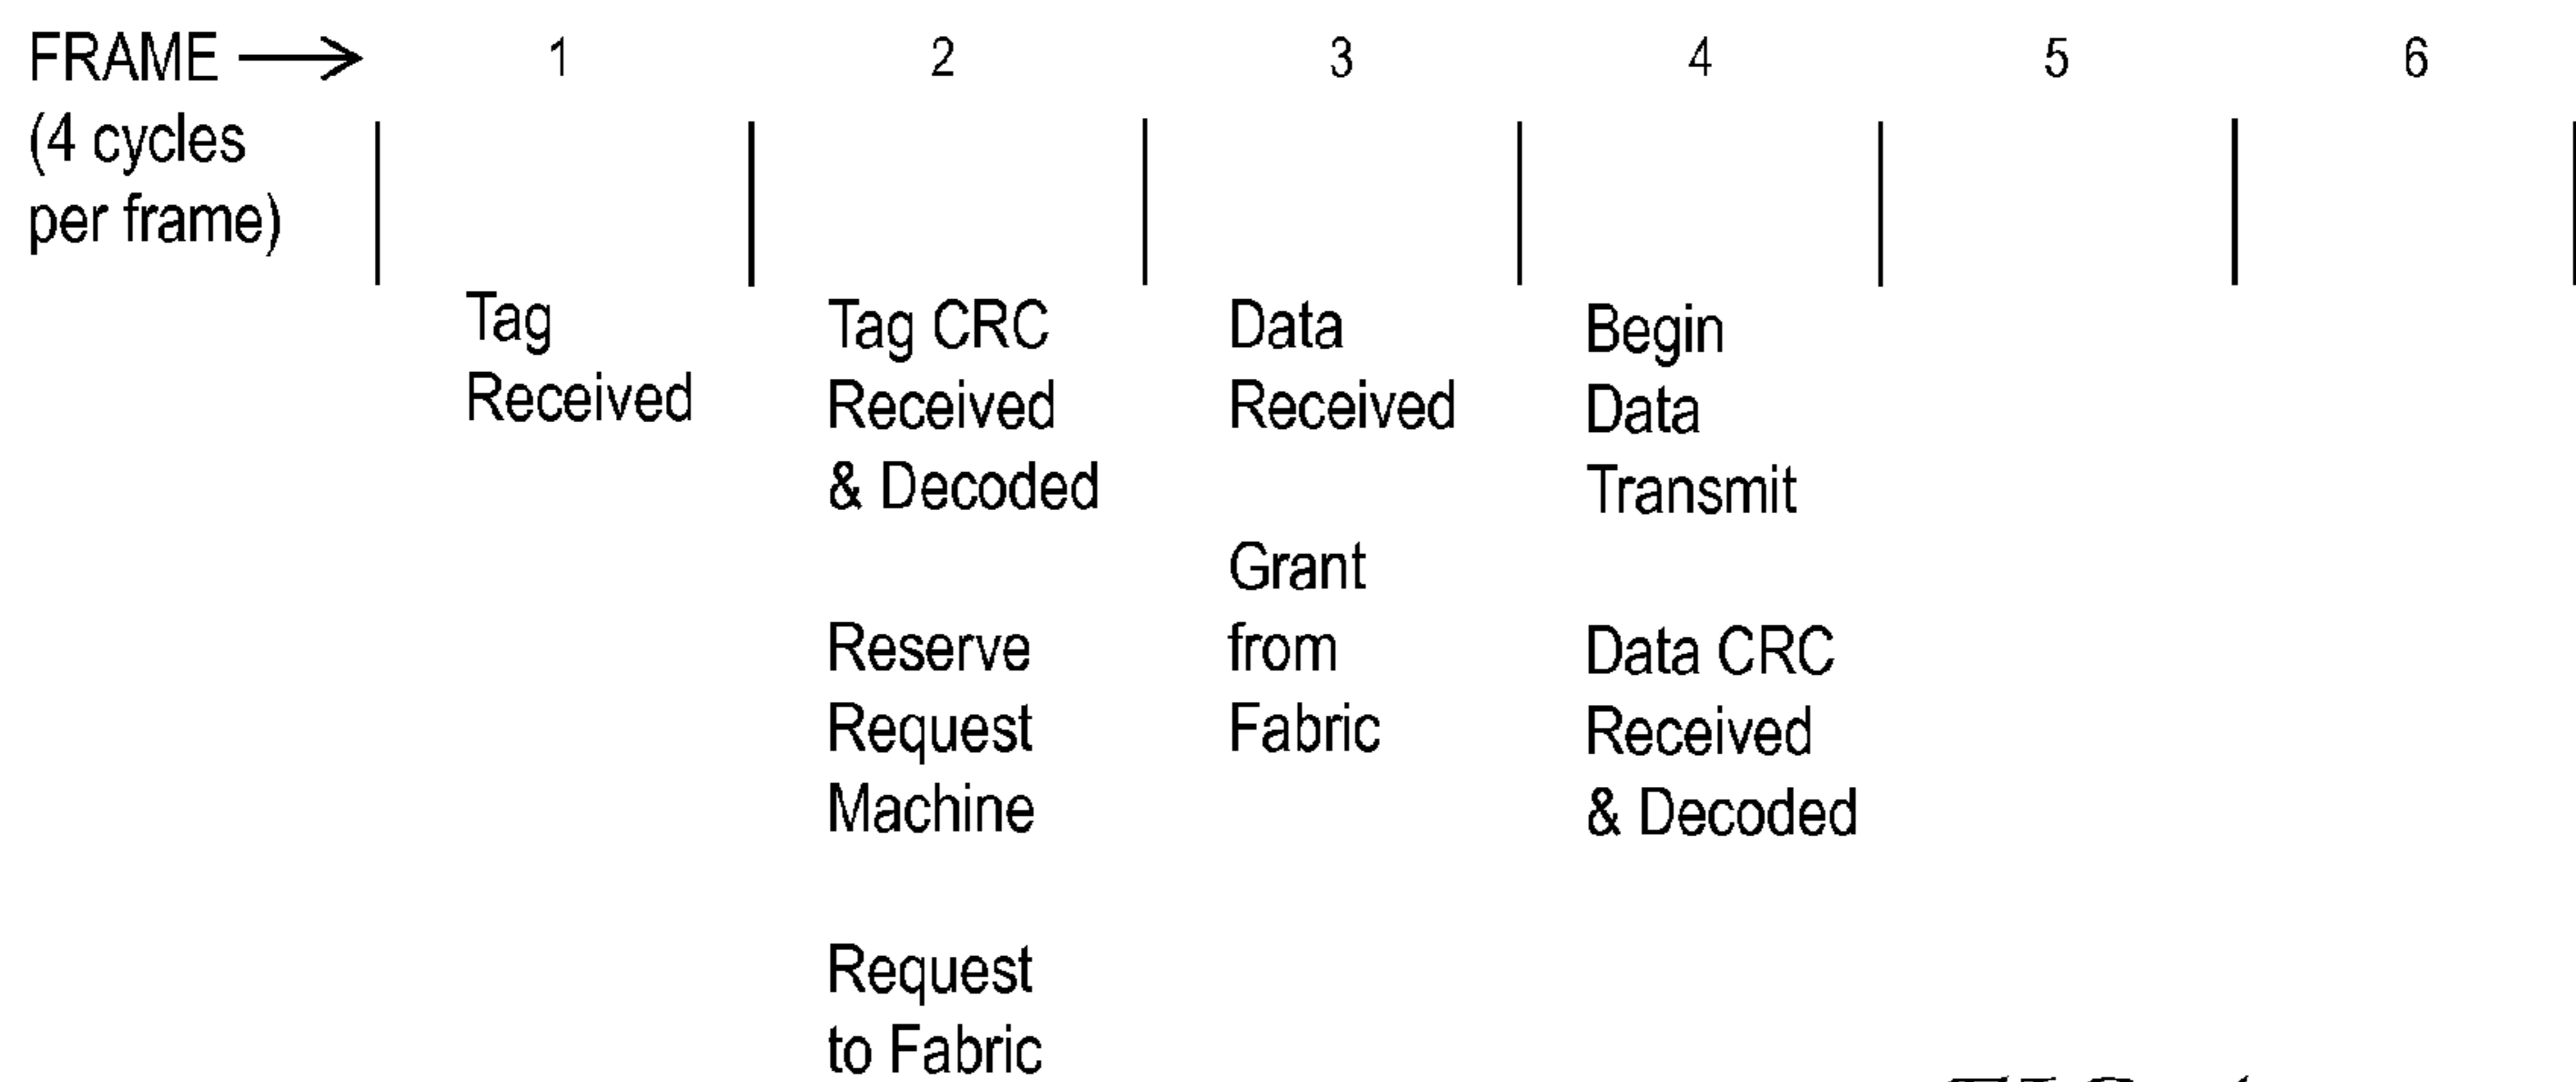 FRAME → 1 2 3 4 5 6
(4 cycles
per frame)
Tag
Received
Tag CRC
Received
& Decoded
Reserve
Request
Machine
Request
to Fabric
Data
Received
Grant
from
Fabric
Begin
Data
Transmit
Data CRC
Received
& Decoded